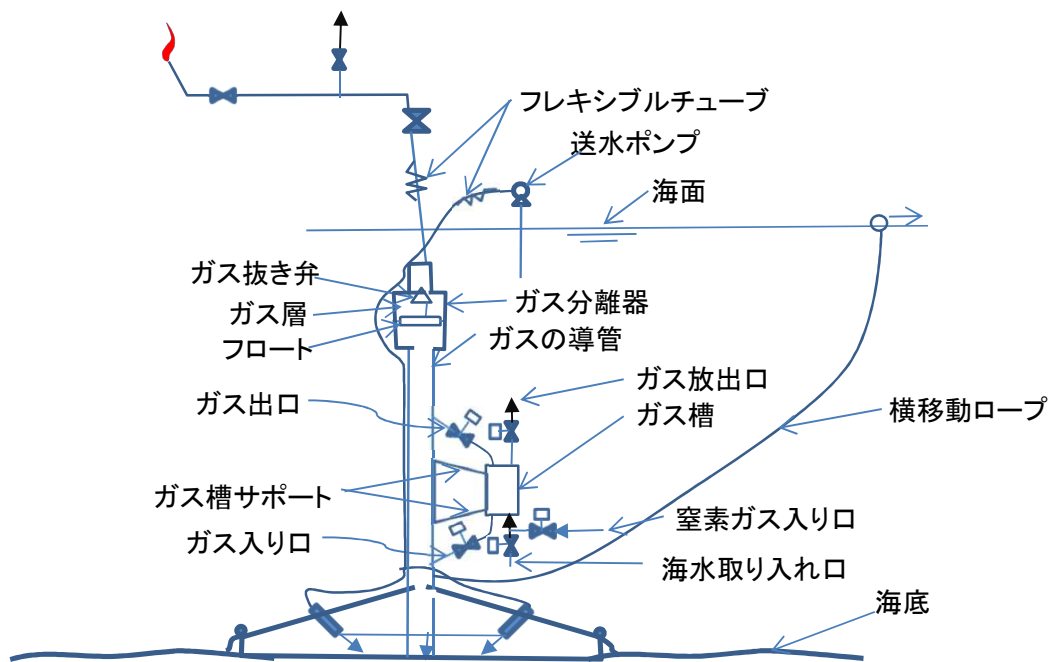 フレキシブルチューブ
送水ポンプ
海面
ガス抜き弁
ガス層
フロート
ガス分離器
ガスの導管
ガス出口
ガス放出口
ガス槽
横移動ロープ
ガス槽サポート
ガス入り口
窒素ガス入り口
海水取り入れ口
海底